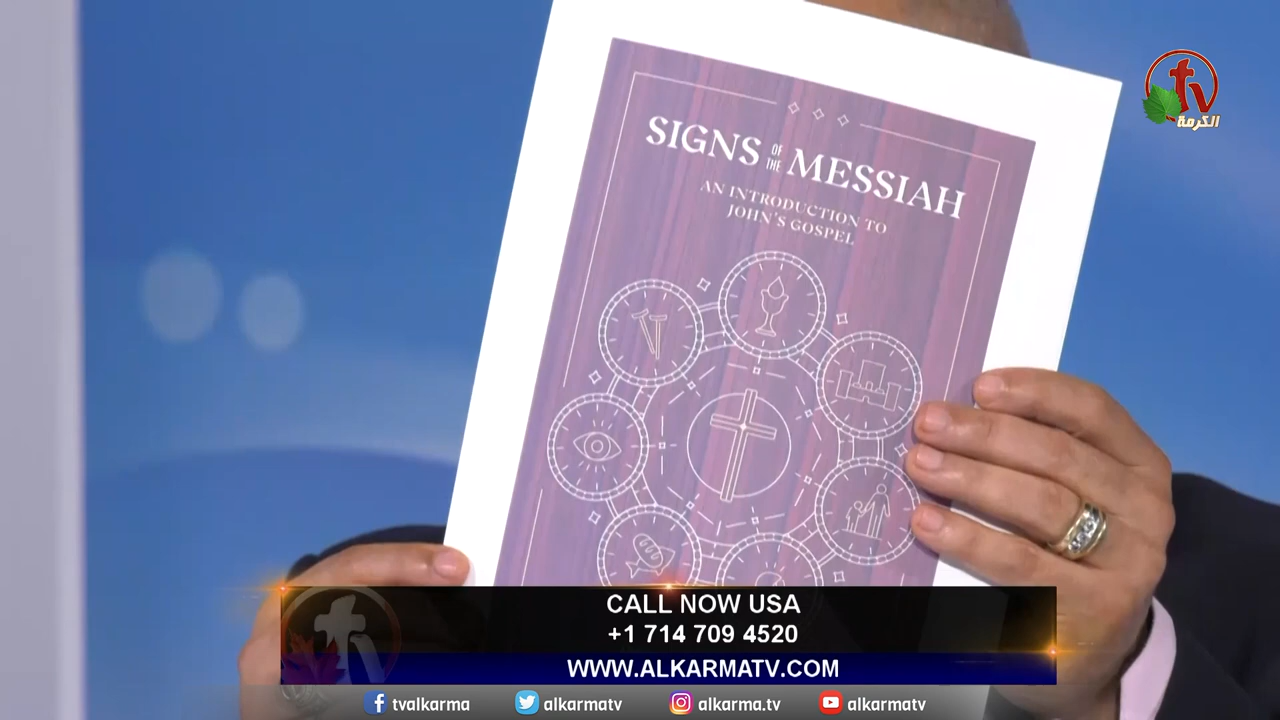 SIGNS OF THE MESSIAH
AN INTRODUCTION TO
JOHN'S GOSPEL
tv
الكرمة
CALL NOW USA
+1 714 709 4520
WWW.ALKARMATV.COM
tvalkarma
alkarmatv
alkarma.tv
alkarmatv